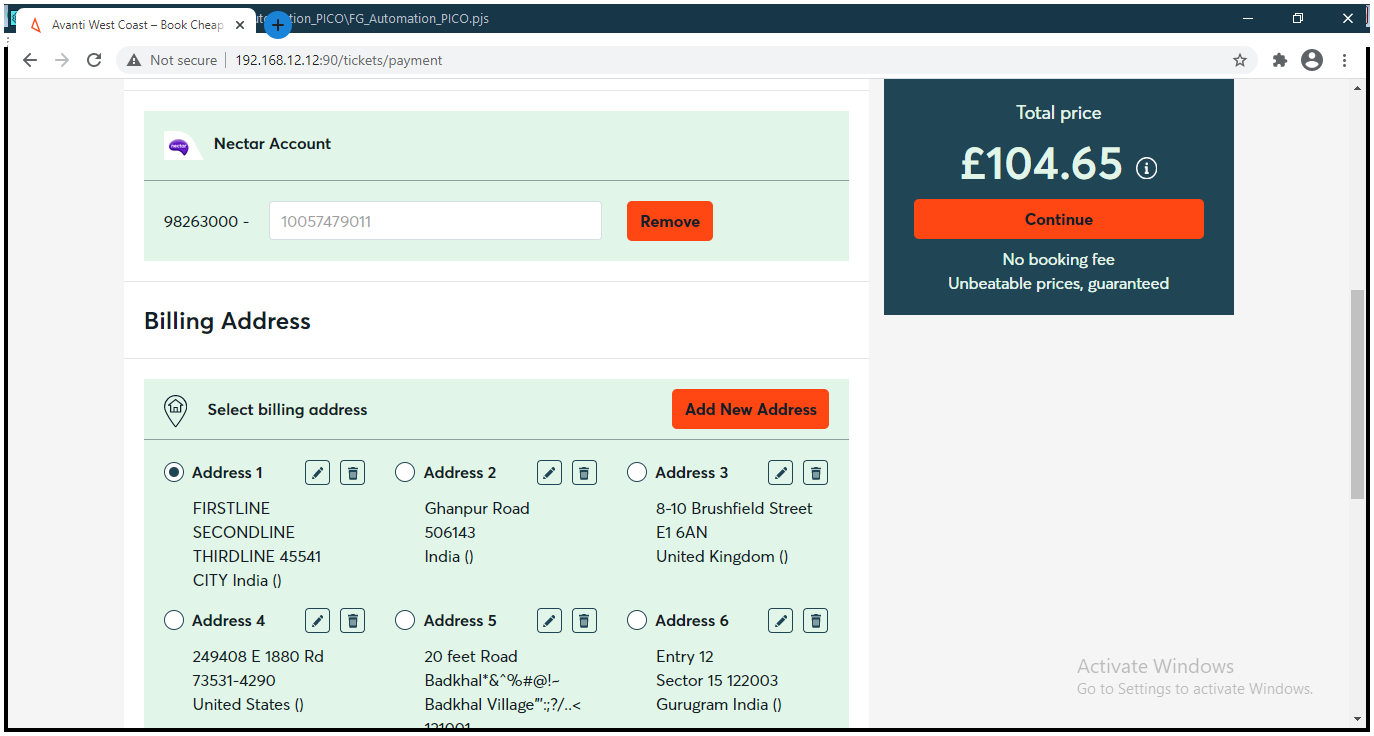 utomation_PICO\FG_Automation_PICO.pjs
Avanti West Coast – Book Cheap
Not secure 192.168.12.12:90/tickets/payment
nectar Nectar Account
98263000 - 10057479011 Remove
Total price
£104.65
Continue
No booking fee
Unbeatable prices, guaranteed
Billing Address
Select billing address Add New Address
Address 1
FIRSTLINE
SECONDLINE
THIRDLINE 45541
CITY India ()
Address 2
Ghanpur Road
506143
India ()
Address 3
8-10 Brushfield Street
E1 6AN
United Kingdom ()
Address 4
249408 E 1880 Rd
73531-4290
United States ()
Address 5
20 feet Road
Badkhal*&^%#@!~
Badkhal Village"':;?/..<
121001
Address 6
Entry 12
Sector 15 122003
Gurugram India ()
Activate Windows
Go to Settings to activate Windows.